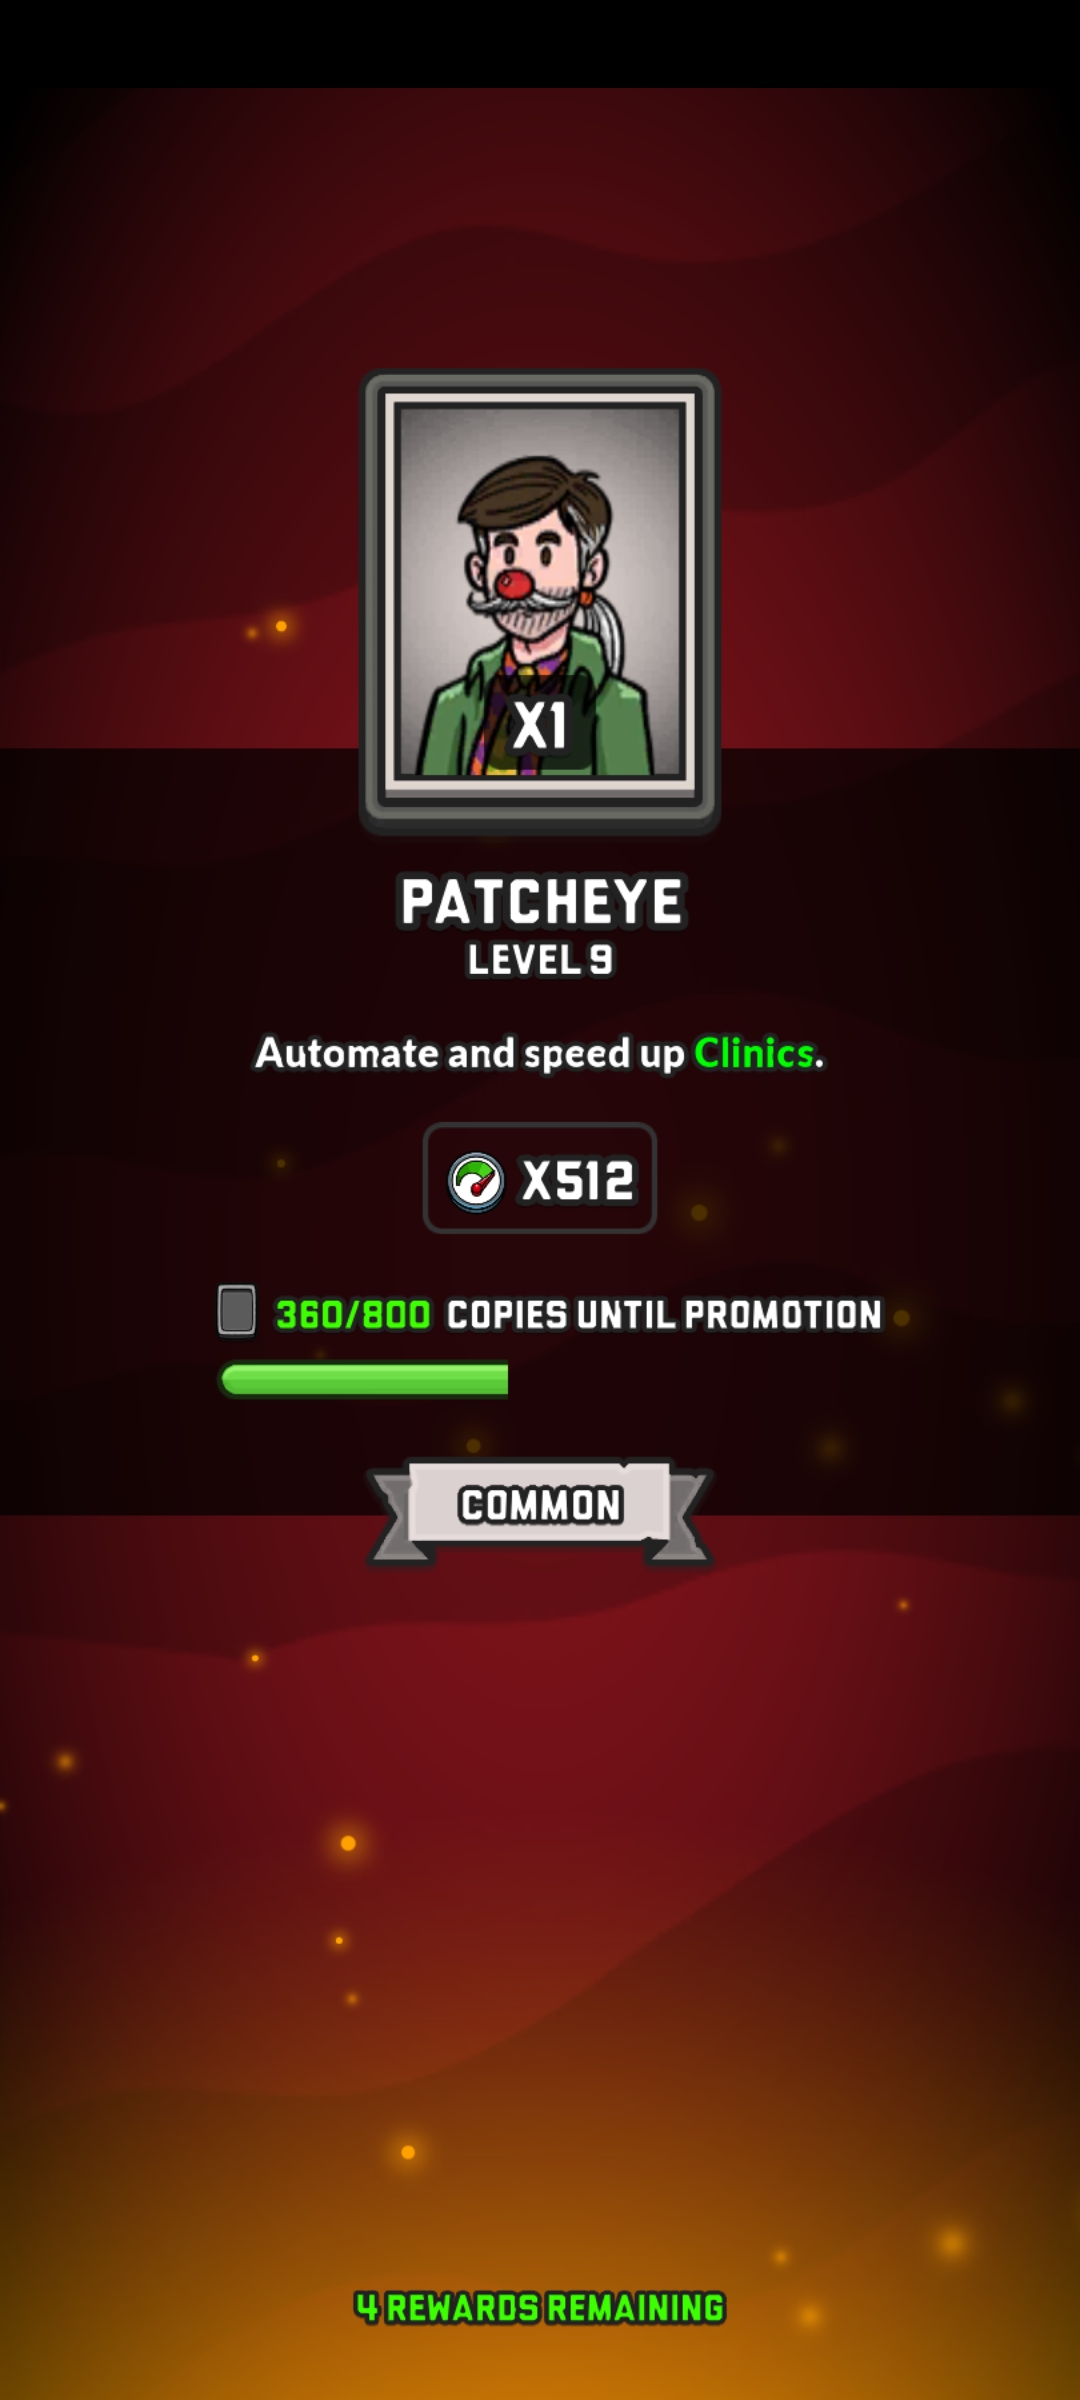 X1
PATCHEYE
LEVEL 9
Automate and speed up Clinics.
X512
360/800 COPIES UNTIL PROMOTION
COMMON
4 REWARDS REMAINING